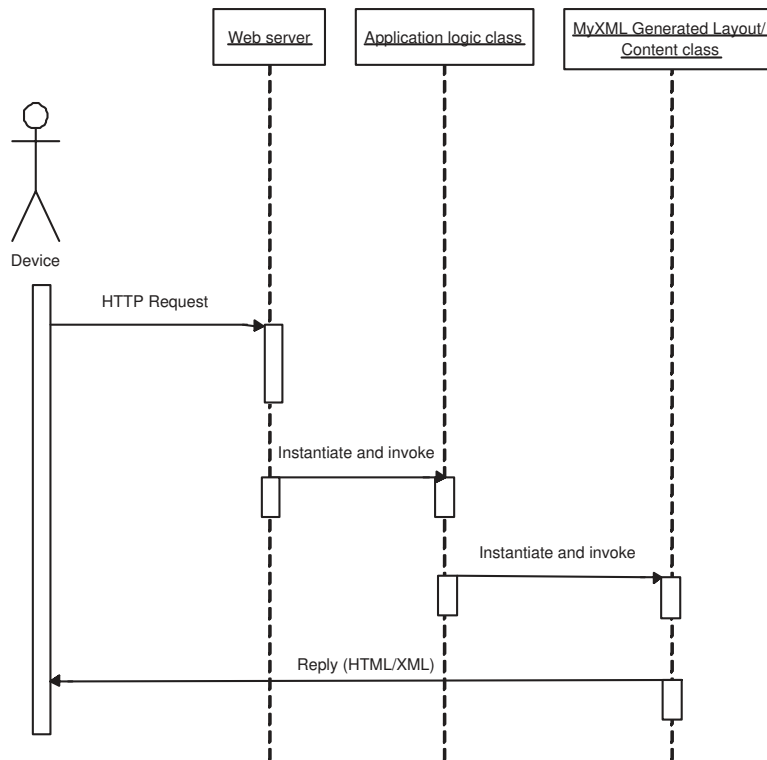 Web server
Application logic class
MyXML Generated Layout/
Content class
Device
HTTP Request
Instantiate and invoke
Instantiate and invoke
Reply (HTML/XML)